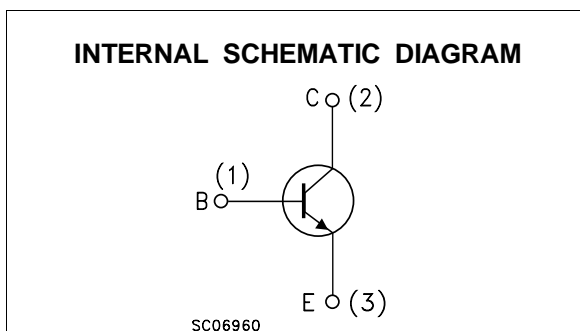 INTERNAL SCHEMATIC DIAGRAM
C (2)
(1)
B
E (3)
SC06960